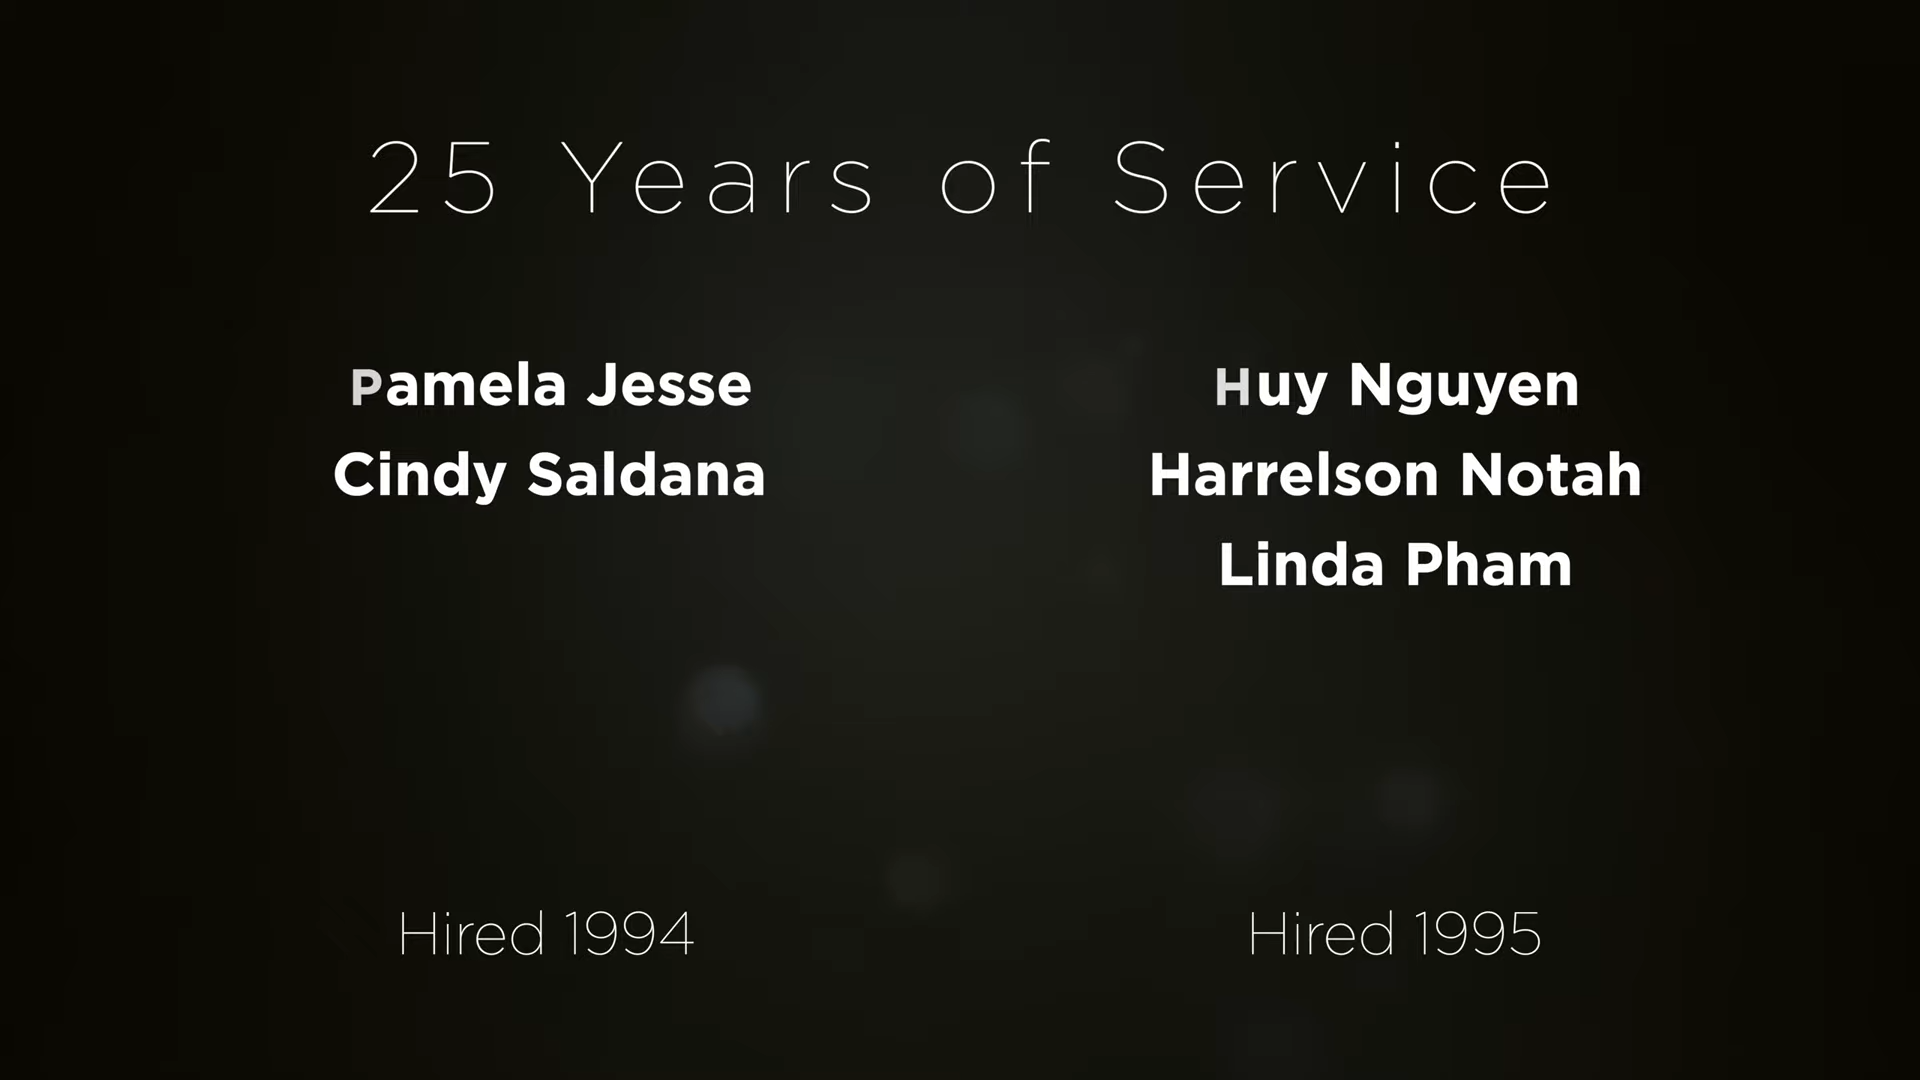 25 Years of Service
Pamela Jesse
Cindy Saldana
Hired 1994
Huy Nguyen
Harrelson Notah
Linda Pham
Hired 1995